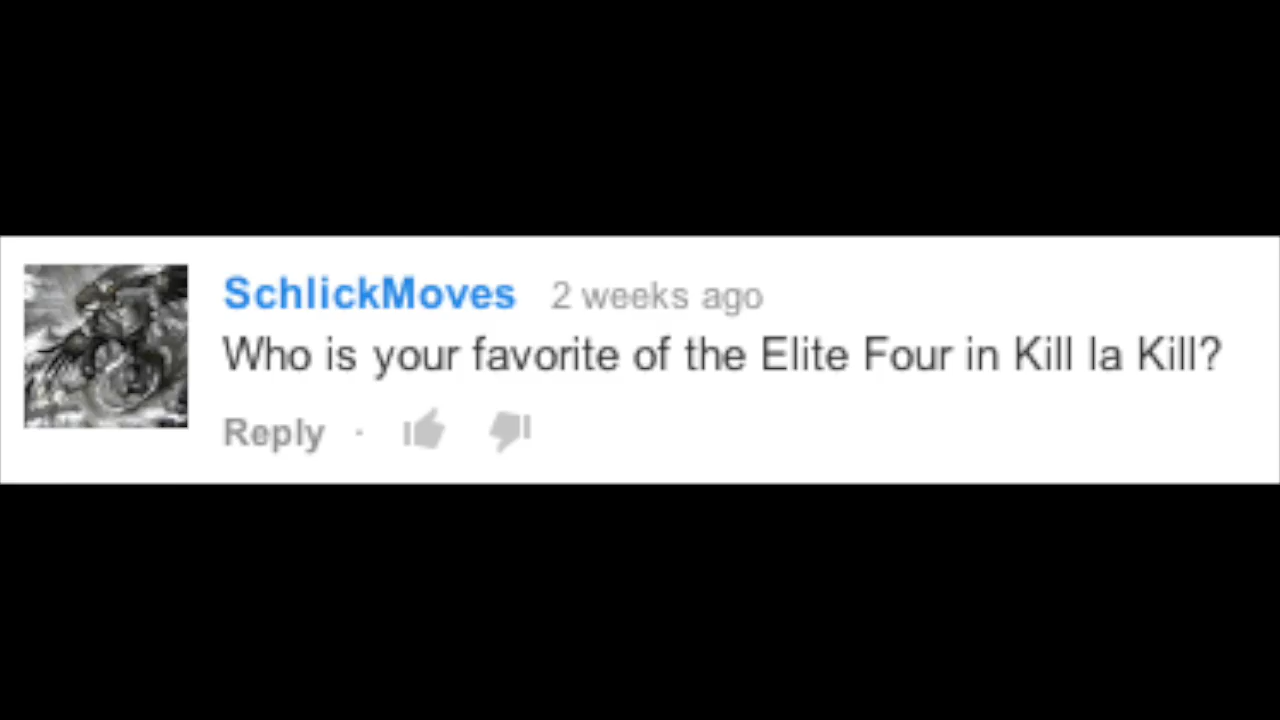 SchlickMoves 2 weeks ago
Who is your favorite of the Elite Four in Kill la Kill?
Reply ·